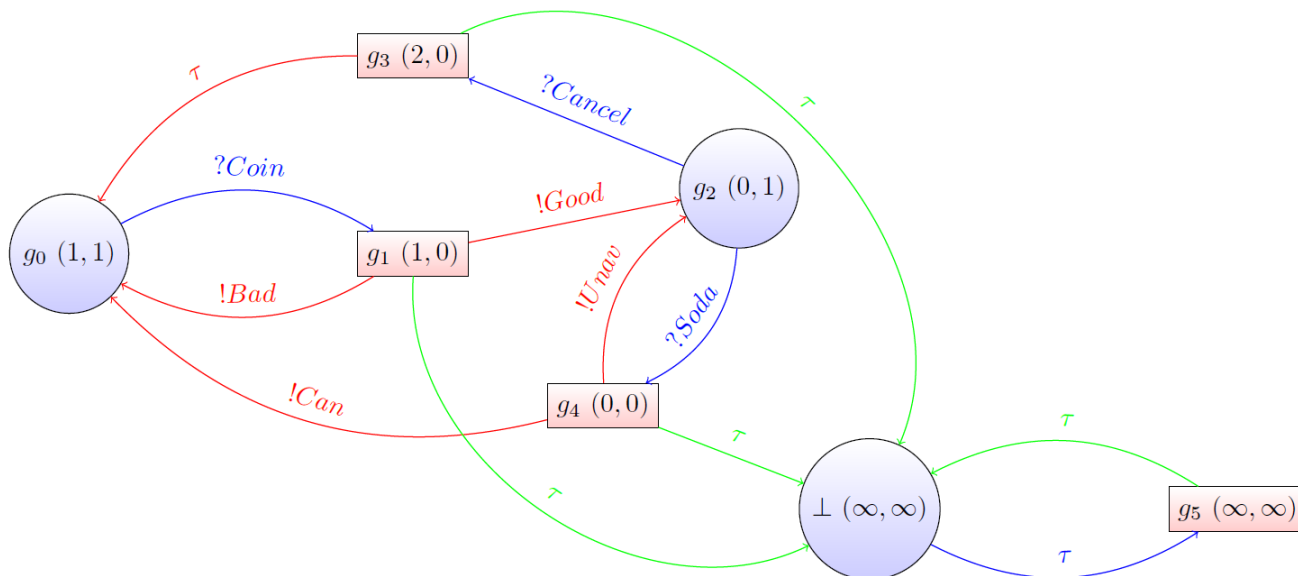 g3 (2, 0)
τ
?Cancel
τ
?Coin
g2 (0, 1)
!Good
g0 (1, 1)
g1 (1, 0)
!Unav
!Bad
?Soda
!Can
g4 (0, 0)
τ
τ
τ
⊥ (∞, ∞)
g5 (∞, ∞)
τ